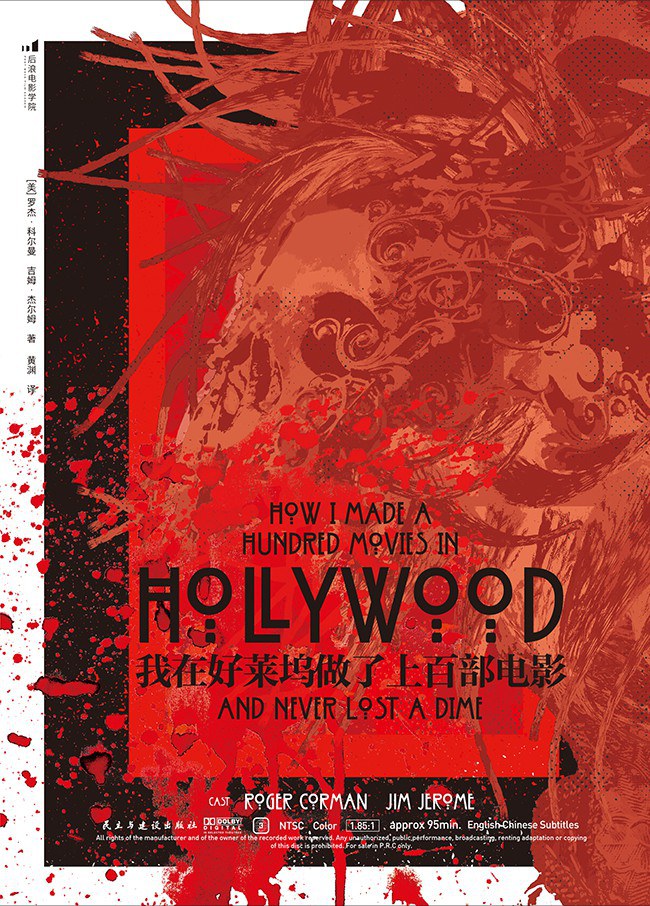 后浪电影学院
[美] 罗杰·科尔曼 吉姆·杰尔姆 著 黄渊 译
HOW I MADE A
HUNDRED MOVIES IN
HOLLYWOOD
我在好莱坞做了上百部电影
AND NEVER LOST A DIME
CAST ROGER CORMAN JIM JEROME
民主与建设出版社 DOLBY DIGITAL 3 NTSC Color 1.85:1 , approx 95min. English·Chinese Subtitles
All rights of the manufacturer and of the owner of the recorded work reserved. Any unauthorized public performance, broadcasting, renting adaptation or copying
of this disc is prohibited. For sale in P.R.C only.